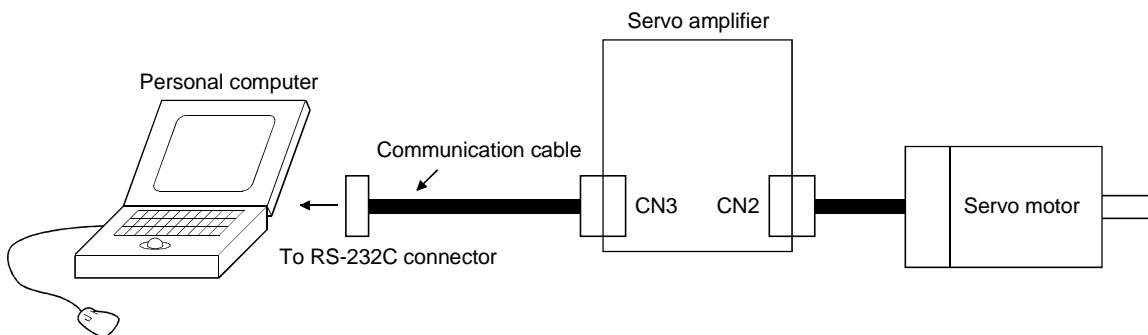 Servo amplifier
Personal computer
Communication cable
CN3
CN2
Servo motor
To RS-232C connector